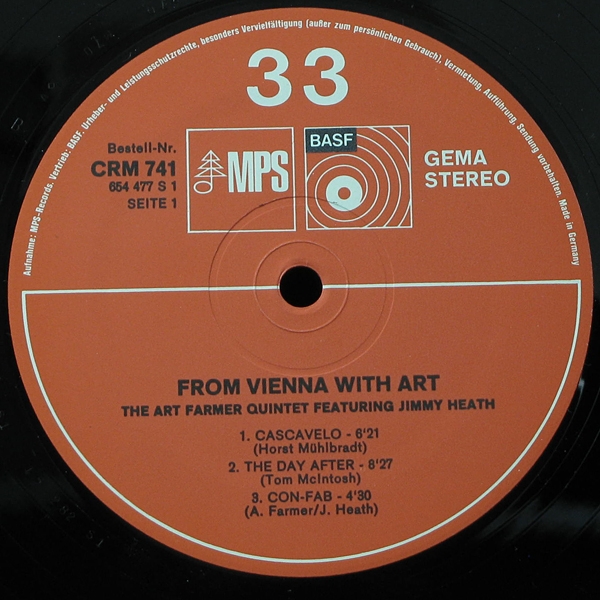 Aufnahme: MPS-Records. Vertrieb: BASF. Urheber- und Leistungsschutzrechte, besonders Vervielfältigung (außer zum persönlichen Gebrauch), Vermietung, Aufführung Sendung vorbehalten. Made in Germany
33
Bestell-Nr.
CRM 741
654 477 S 1
SEITE 1
MPS
BASF
GEMA
STEREO
FROM VIENNA WITH ART
THE ART FARMER QUINTET FEATURING JIMMY HEATH
1. CASCAVELO - 6'21
(Horst Mühlbradt)
2. THE DAY AFTER - 8'27
(Tom McIntosh)
3. CON-FAB - 4'30
(A. Farmer/J. Heath)